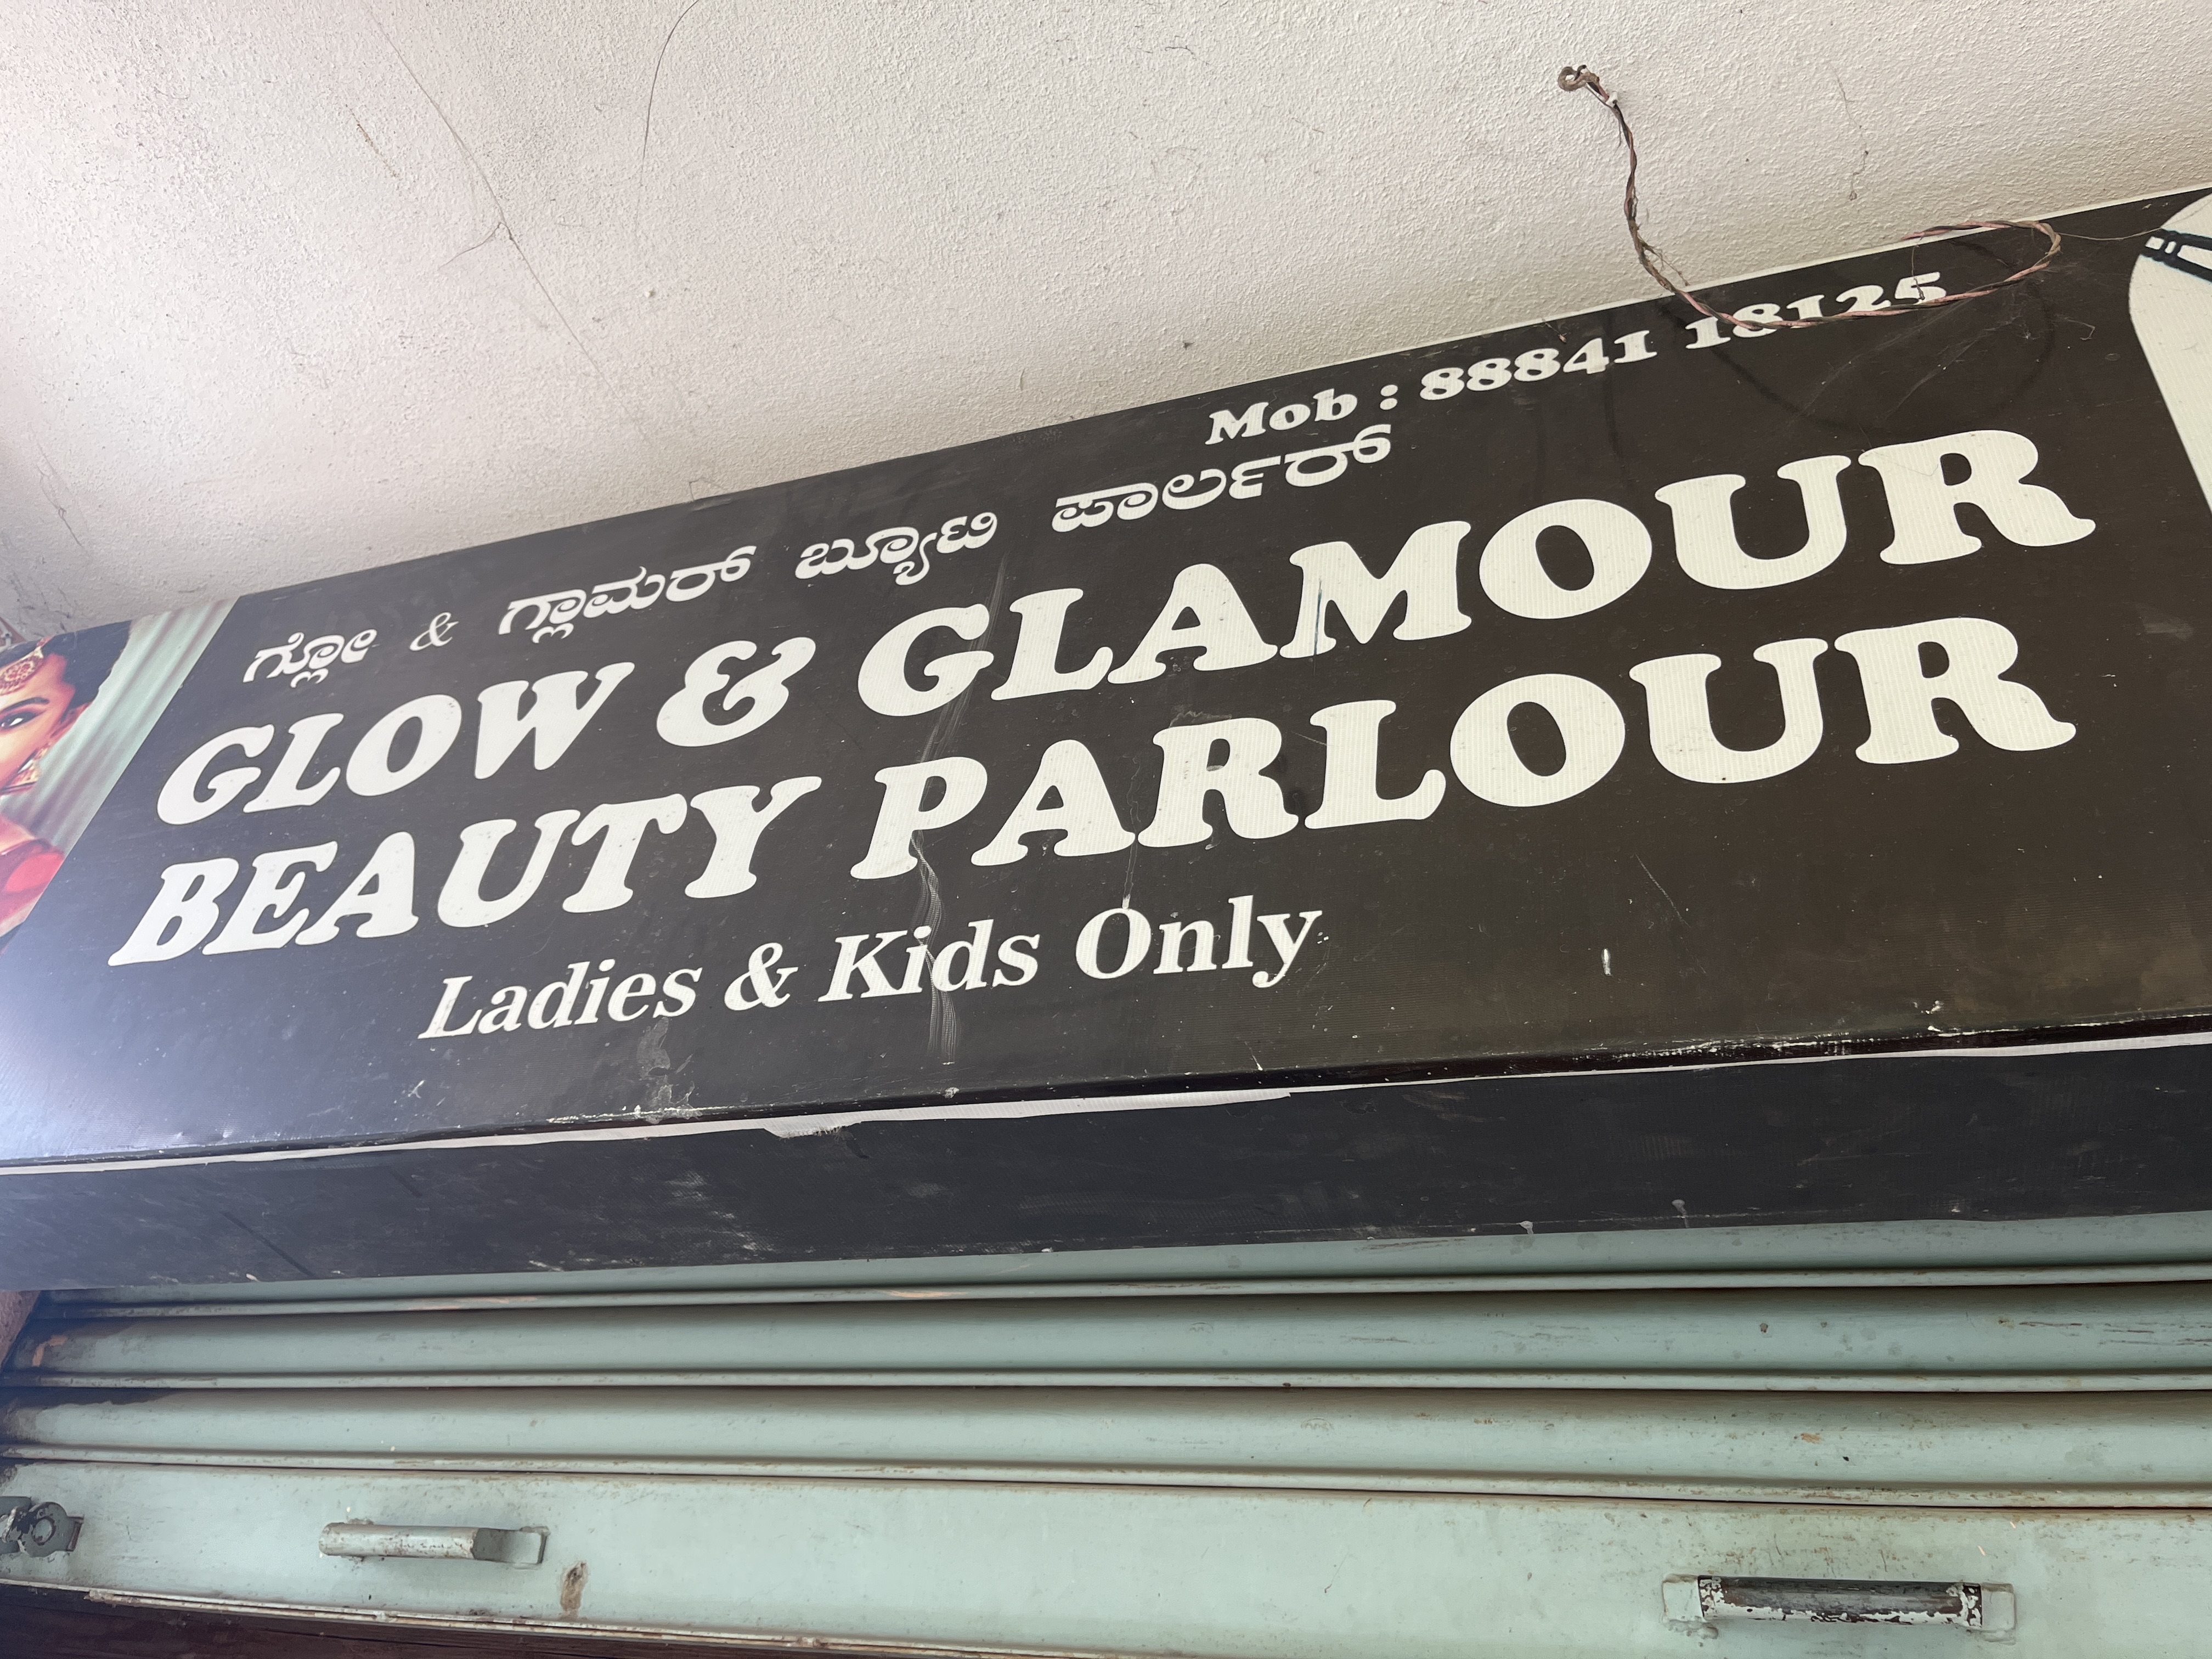 Mob : 88841 18125
ಗ್ಲೋ & ಗ್ಲಾಮರ್ ಬ್ಯೂಟಿ ಪಾರ್ಲರ್
GLOW & GLAMOUR
BEAUTY PARLOUR
Ladies & Kids Only